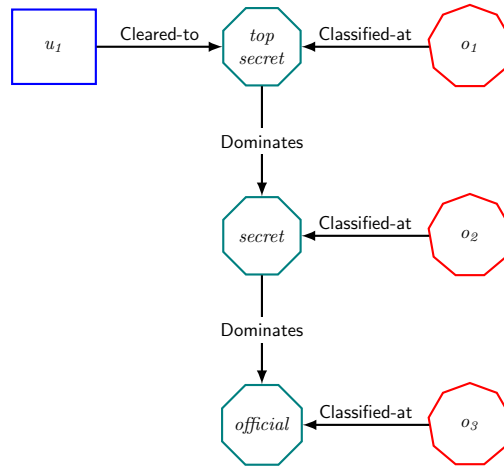 u1 Cleared-to top secret Classified-at o1
Dominates
secret Classified-at o2
Dominates
official Classified-at o3